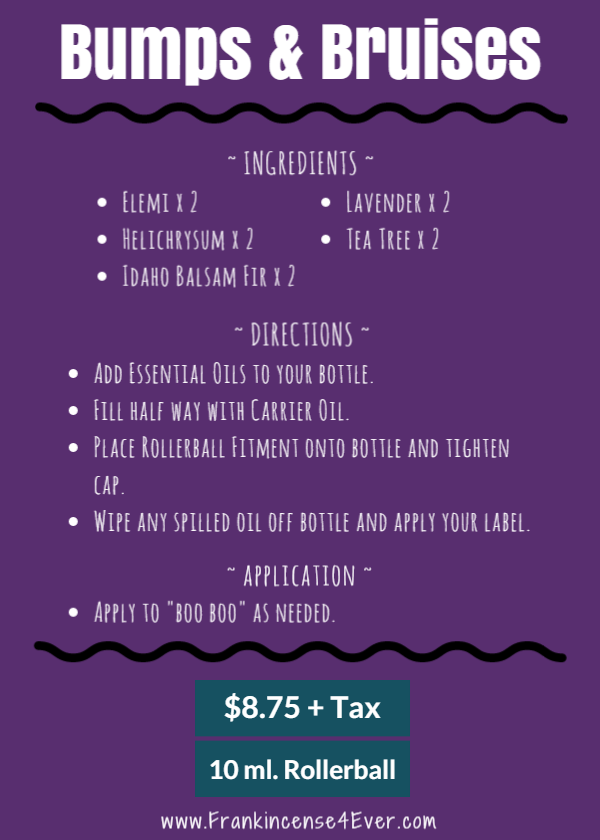 Bumps & Bruises
~ INGREDIENTS ~
• Elemi x 2
• Helichrysum x 2
• Idaho Balsam Fir x 2
• Lavender x 2
• Tea Tree x 2
~ DIRECTIONS ~
• Add Essential Oils to your bottle.
• Fill half way with Carrier Oil.
• Place Rollerball Fitment onto bottle and tighten
cap.
• Wipe any spilled oil off bottle and apply your label.
~ APPLICATION ~
• Apply to "boo boo" as needed.
$8.75 + Tax
10 ml. Rollerball
www.Frankincense4Ever.com